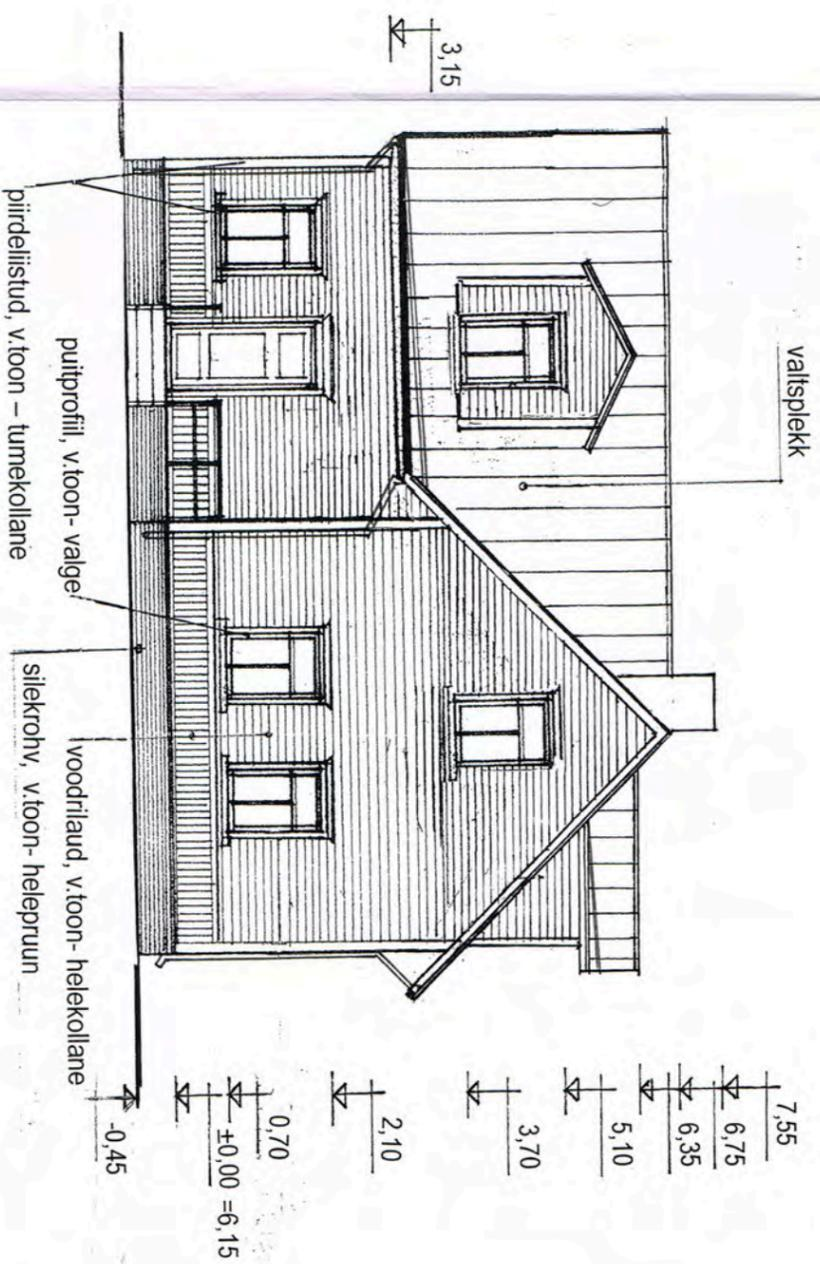 valtsplekk
3,15
7,55
6,75
6,35
5,10
3,70
2,10
0,70
±0,00 =6,15
-0,45
puitprofiil, v.toon- valge
voodrilaud, v.toon- helekollane
piirdeliistud, v.toon – tumekollane
silekrohv, v.toon- helepruun